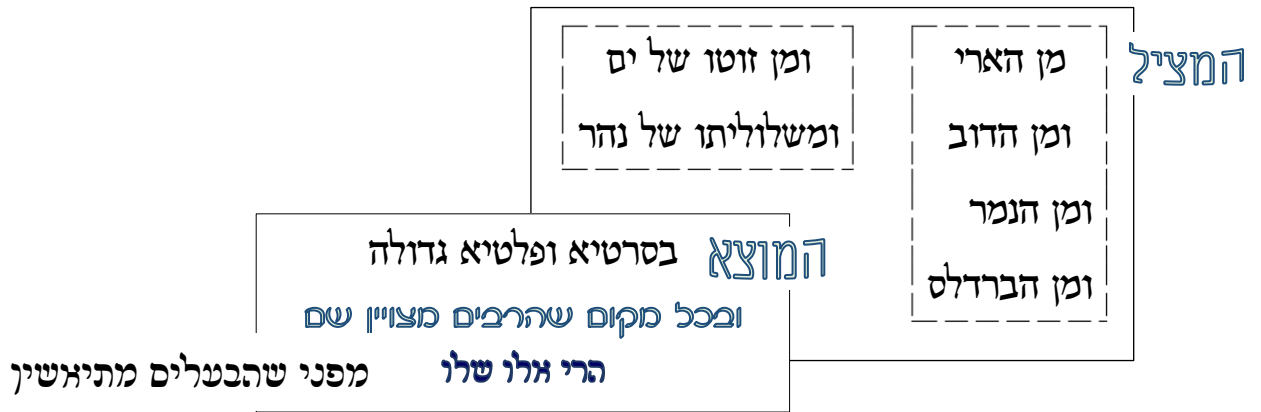 המציל
מן הארי
ומן הדוב
ומן הנמר
ומן הברדלס
ומן זוטו של ים
ומשלוליתו של נהר
המוצא בסרטיא ופלטיא גדולה
ובכל מקום שהרבים מצויין שם
הרי אלו שלו מפני שהבעלים מתיאשין